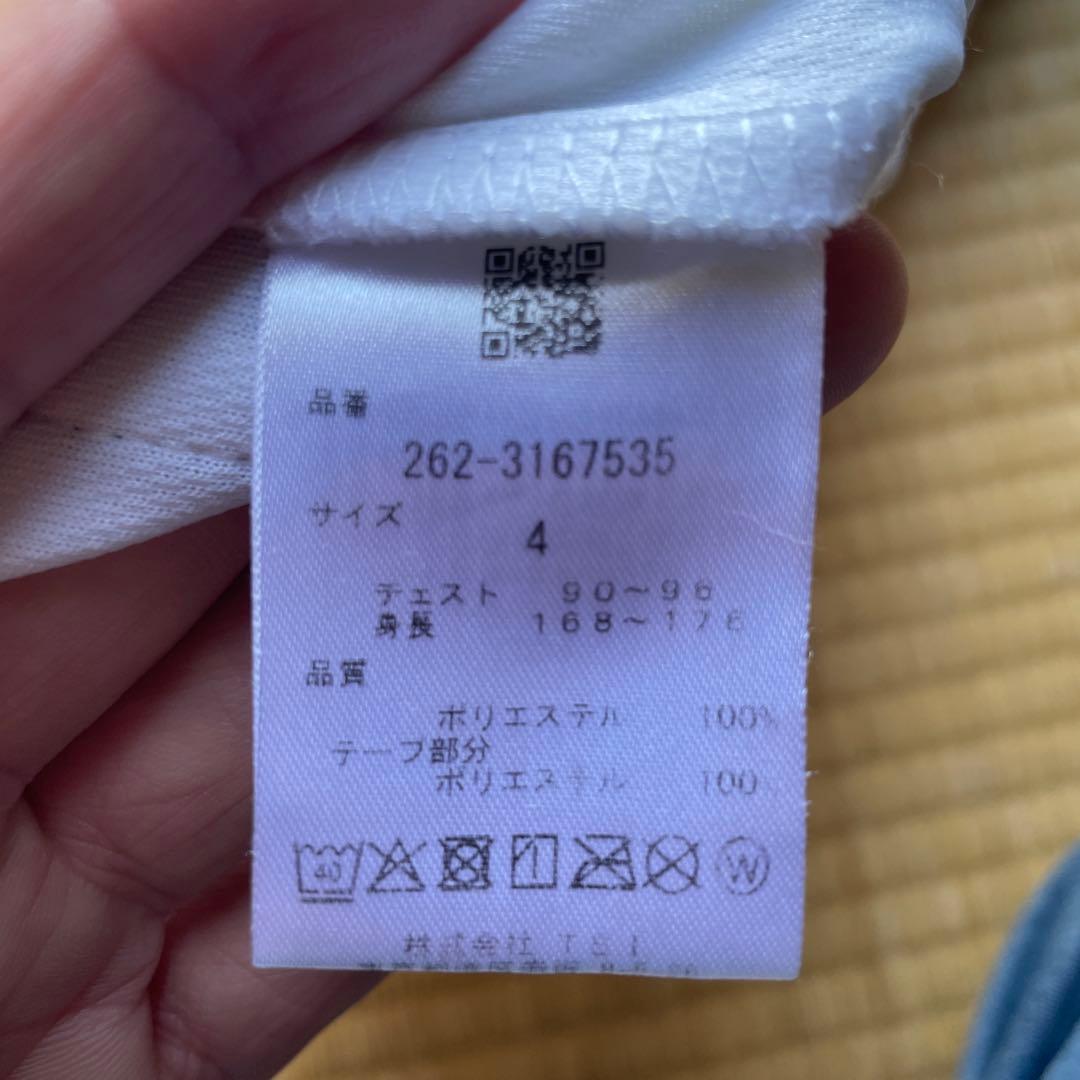 品番
262-3167535
サイズ
4
チェスト 90～96
身長 168～176
品質
ポリエステル 100%
テープ部分
ポリエステル 100
40
W
株式会社 TSI